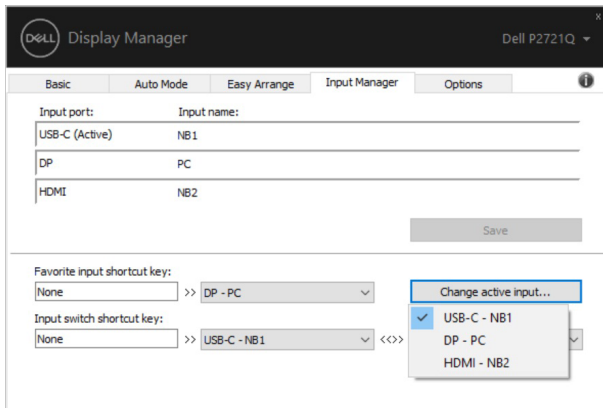 x
DELL Display Manager Dell P2721Q
Basic Auto Mode Easy Arrange Input Manager Options i
Input port: Input name:
USB-C (Active) NB1
DP PC
HDMI NB2
Save
Favorite input shortcut key:
None >> DP - PC Change active input...
Input switch shortcut key:
None >> USB-C - NB1 <<>>
USB-C - NB1
DP - PC
HDMI - NB2